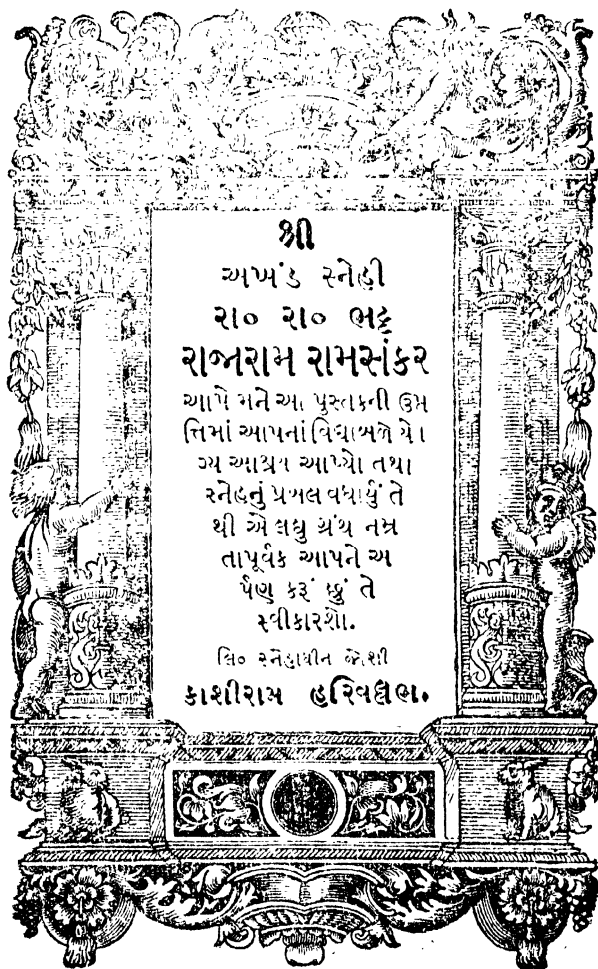 શ્રી
અખંડ સ્નેહી
રા૦ રા૦ ભટ્ટ
રાજારામ રામસંકર
આપે મને આ પુસ્તકની ઉપ્ત
ત્તિમાં આપનાં વિદ્યાબળે યો
ગ્ય આશ્રય આપ્યો તથા
સ્નેહનું પ્રબલ વધાર્યું તે
થી એ લઘુ ગ્રંથ નમ્ર
તાપૂર્વક આપને અ
ર્પણ કરૂં છું તે
સ્વીકારશો.
લિ૦ સ્નેહાધીન જોશી
કાશીરામ હરિવલ્લભ.